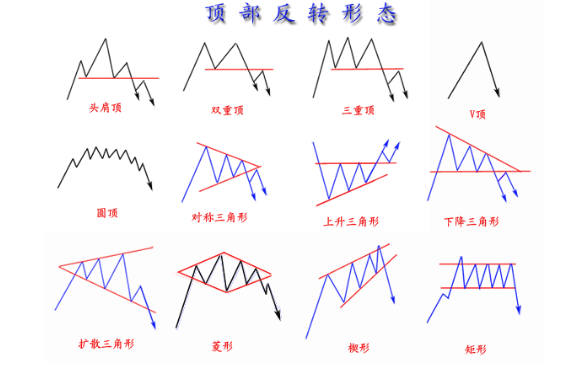 顶部反转形态
头肩顶
双重顶
三重顶
V顶
圆顶
对称三角形
上升三角形
下降三角形
扩散三角形
菱形
楔形
矩形